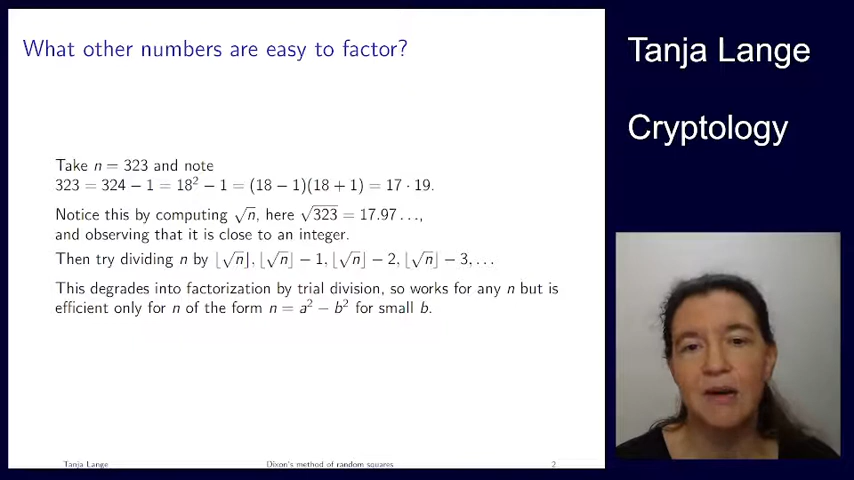 What other numbers are easy to factor?
Take n = 323 and note
323 = 324 − 1 = 18² − 1 = (18 − 1)(18 + 1) = 17 · 19.
Notice this by computing √n, here √323 = 17.97 . . .,
and observing that it is close to an integer.
Then try dividing n by ⌊√n⌋, ⌊√n⌋ − 1, ⌊√n⌋ − 2, ⌊√n⌋ − 3, . . .
This degrades into factorization by trial division, so works for any n but is
efficient only for n of the form n = a² − b² for small b.
Tanja Lange
Dixon's method of random squares
2
Tanja Lange
Cryptology